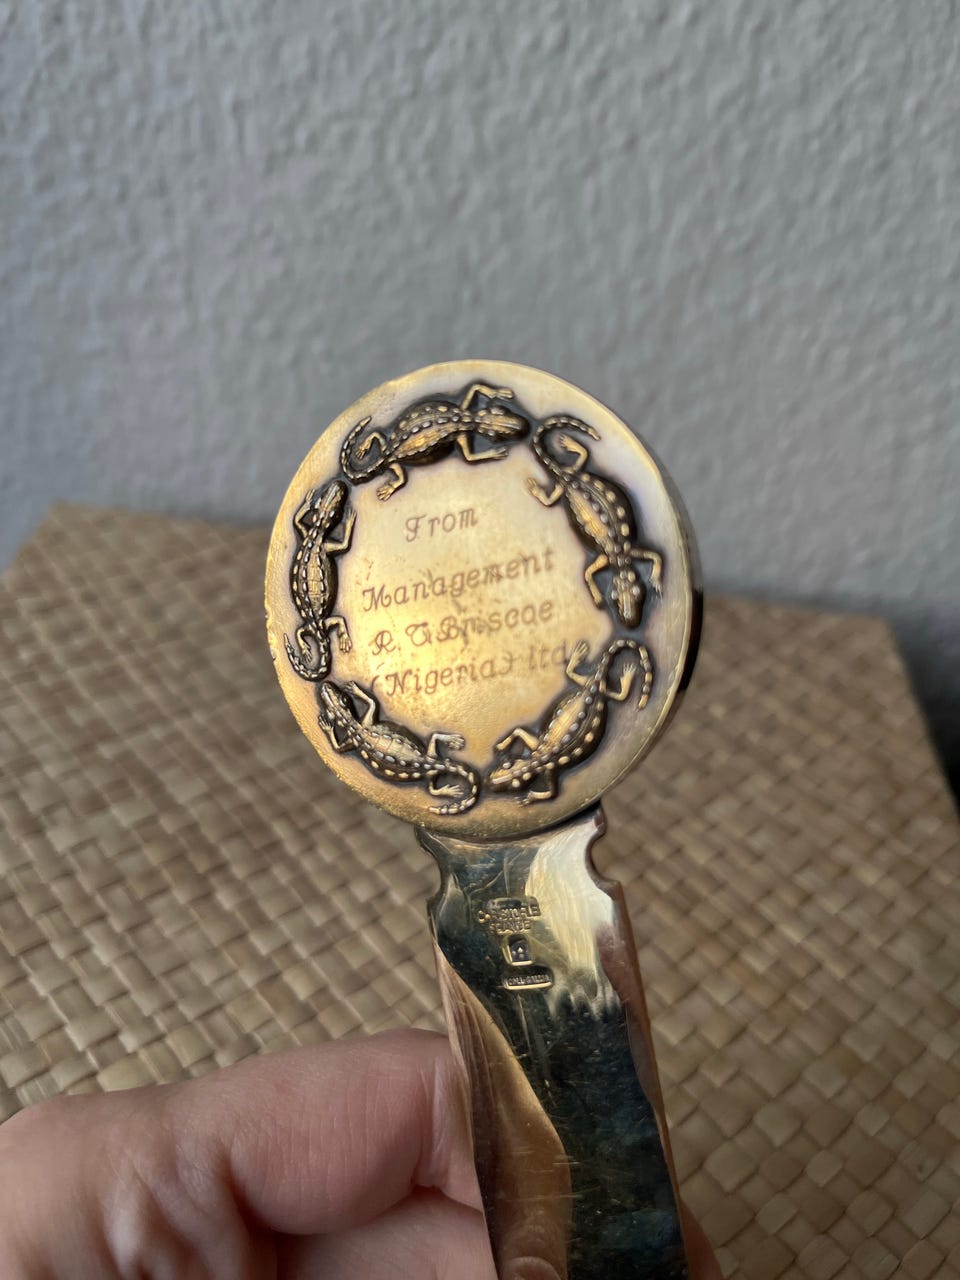 From
Management
R. T. Briscoe
(Nigeria) ltd
CHRISTOFLE
FRANCE